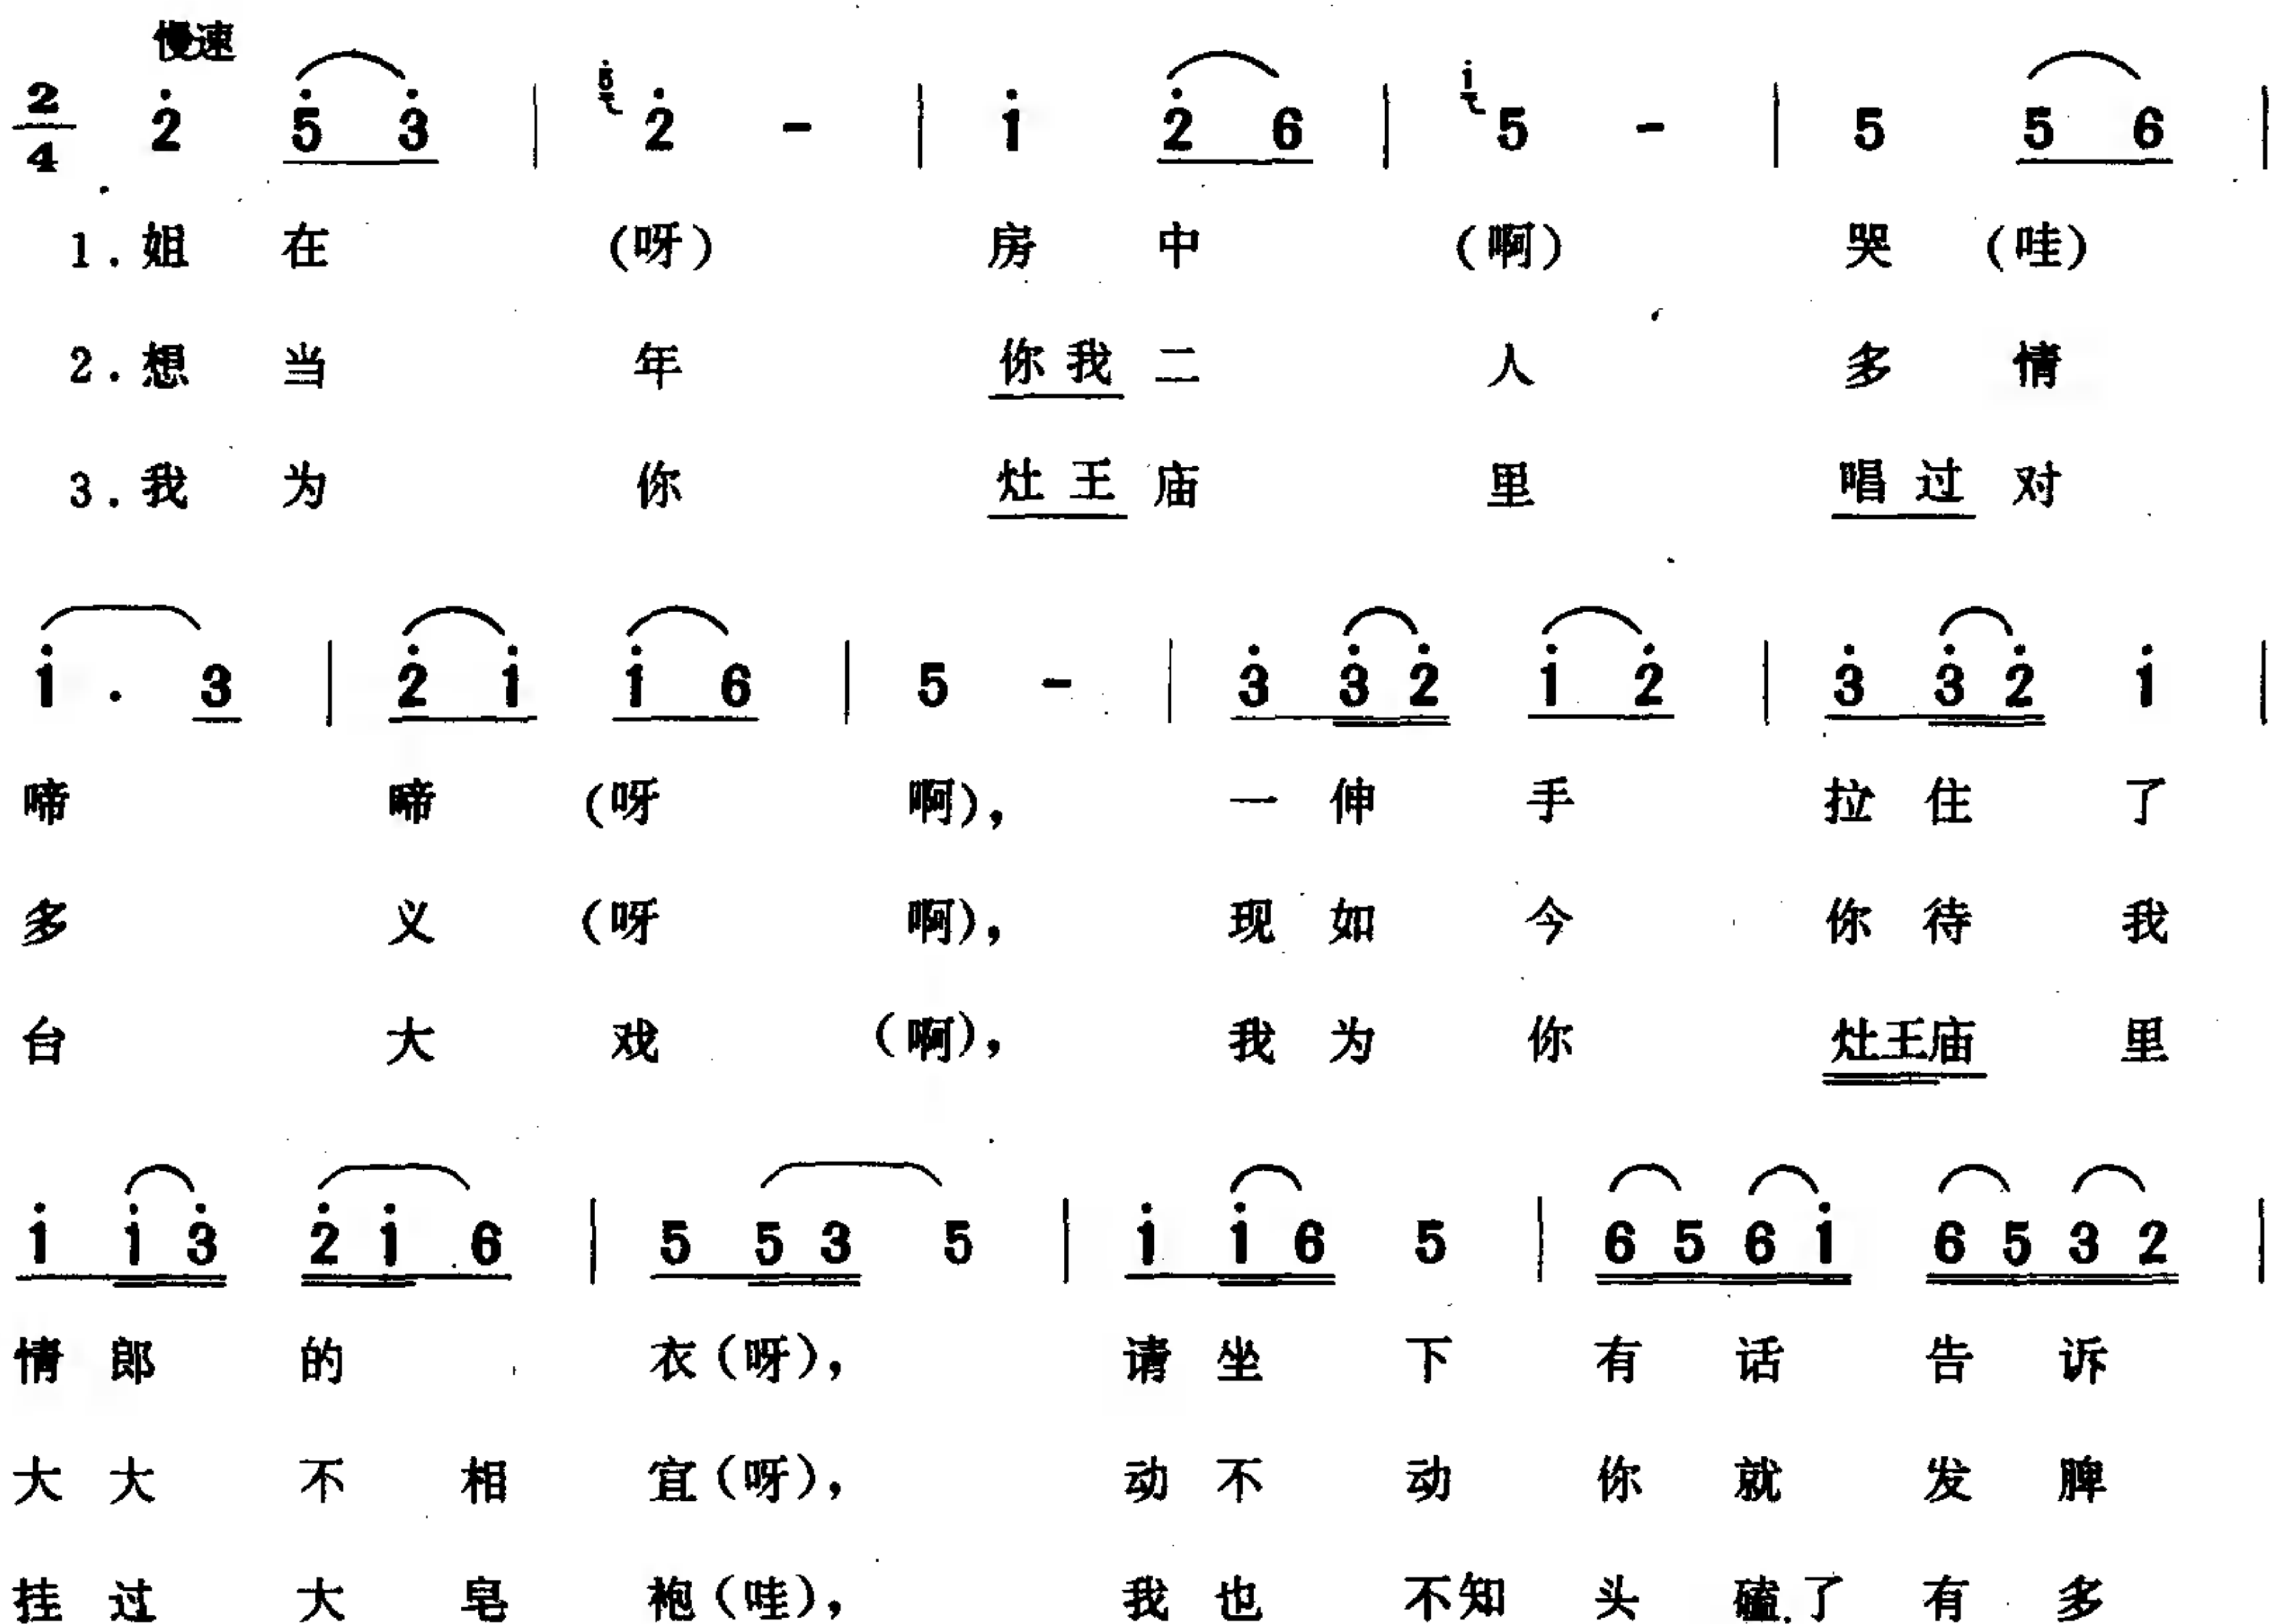 慢速
2/4 2̇ 5̇ 3̇ | 5̇ 2̇ - | 1̇ 2̇ 6 | 1̇ 5 - | 5 5 6 |
1.姐 在 (呀) 房 中 (啊) 哭 (哇)
2.想 当 年 你我 二 人 多 情
3.我 为 你 灶王 庙 里 唱过 对
1̇ . 3 | 2̇ 1̇ 1̇ 6 | 5 - | 3̇ 3̇ 2̇ 1̇ 2̇ | 3̇ 3̇ 2̇ 1̇ |
啼 啼 (呀 啊), 一 伸 手 拉 住 了
多 义 (呀 啊), 现 如 今 你 待 我
台 大 戏 (啊), 我 为 你 灶王庙 里
1̇ 1̇ 3̇ 2̇ 1̇ 6 | 5 5 3 5 | 1̇ 1̇ 6 5 | 6 5 6 1̇ 6 5 3 2 |
情 郎 的 衣(呀), 请 坐 下 有 话 告 诉
大 大 不 相 宜(呀), 动 不 动 你 就 发 脾
挂 过 大 皂 袍(哇), 我 也 不知 头 磕了 有 多